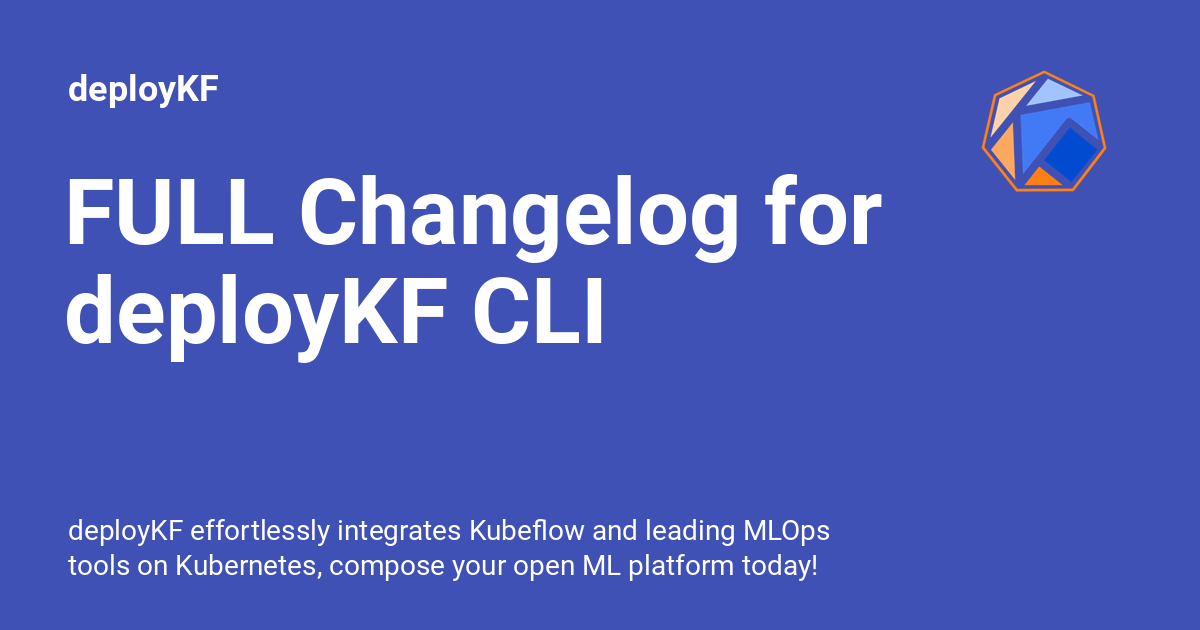 deployKF
FULL Changelog for
deployKF CLI
deployKF effortlessly integrates Kubeflow and leading MLOps
tools on Kubernetes, compose your open ML platform today!